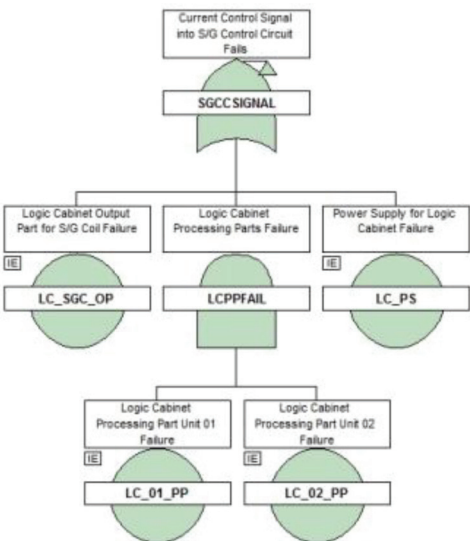 Current Control Signal
into S/G Control Circuit
Fails
SGCCSIGNAL
Logic Cabinet Output
Part for S/G Coil Failure
IE
LC_SGC_OP
Logic Cabinet
Processing Parts Failure
LCPPFAIL
Power Supply for Logic
Cabinet Failure
IE
LC_PS
Logic Cabinet
Processing Part Unit 01
Failure
IE
LC_01_PP
Logic Cabinet
Processing Part Unit 02
Failure
IE
LC_02_PP